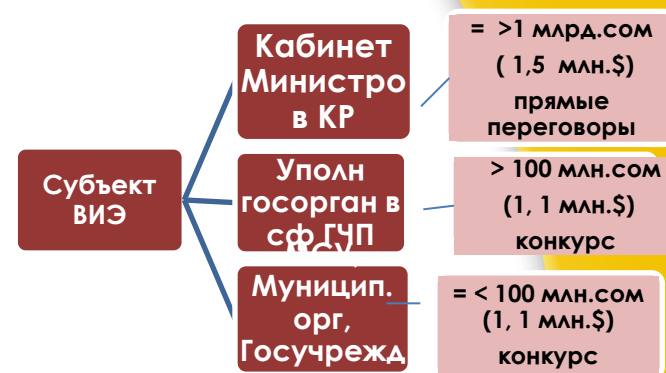 Субъект
ВИЭ
Кабинет
Министро
в КР
= >1 млрд.сом
( 1,5 млн.$)
прямые
переговоры
Уполн
госорган в
сф ГЧП
> 100 млн.сом
(1, 1 млн.$)
конкурс
Муницип.
орг,
Госучрежд
= < 100 млн.сом
(1, 1 млн.$)
конкурс